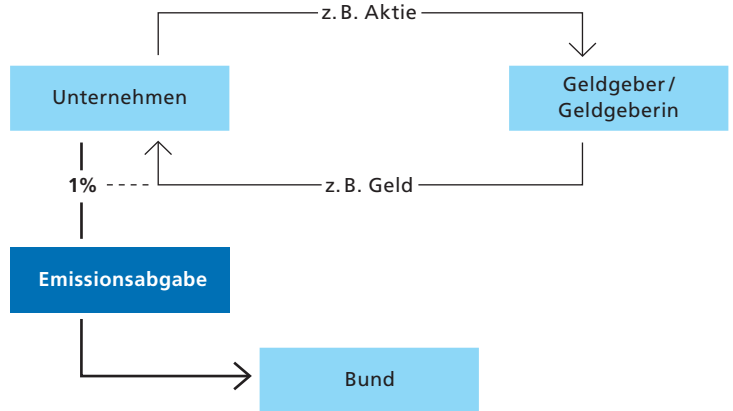 z. B. Aktie
Unternehmen
Geldgeber /
Geldgeberin
1%
z. B. Geld
Emissionsabgabe
Bund